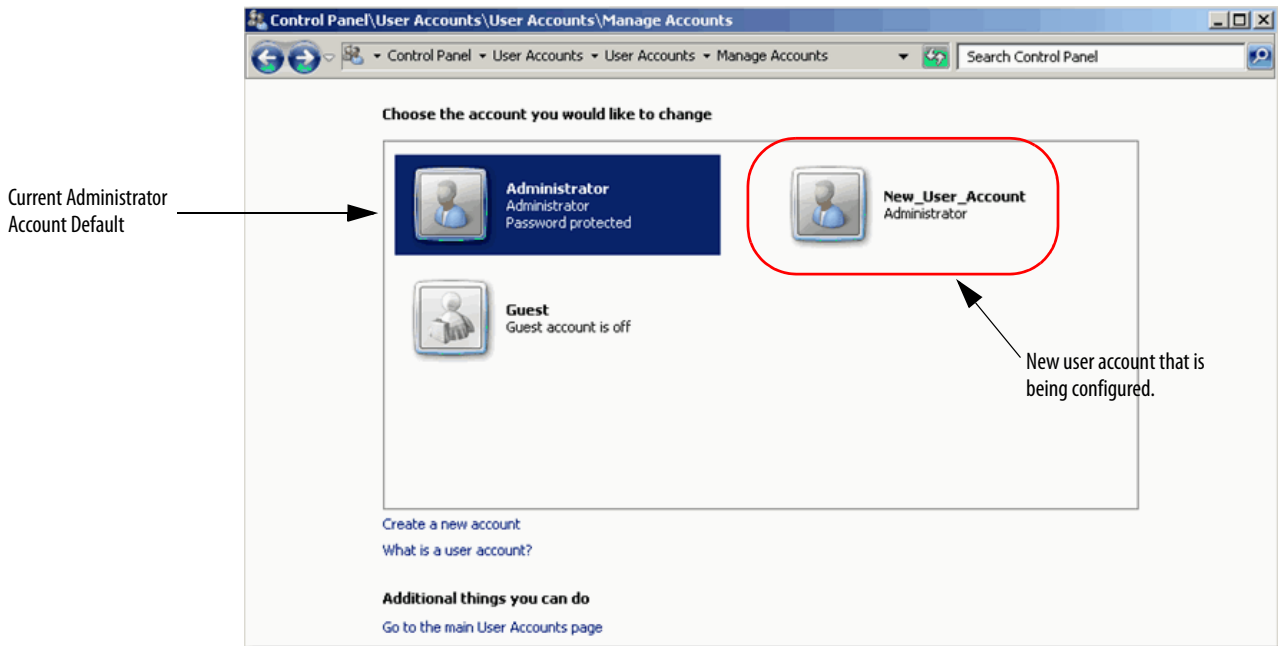 Control Panel\User Accounts\User Accounts\Manage Accounts
Control Panel User Accounts User Accounts Manage Accounts
Search Control Panel
Choose the account you would like to change
Current Administrator
Account Default
Administrator
Administrator
Password protected
New_User_Account
Administrator
Guest
Guest account is off
New user account that is
being configured.
Create a new account
What is a user account?
Additional things you can do
Go to the main User Accounts page